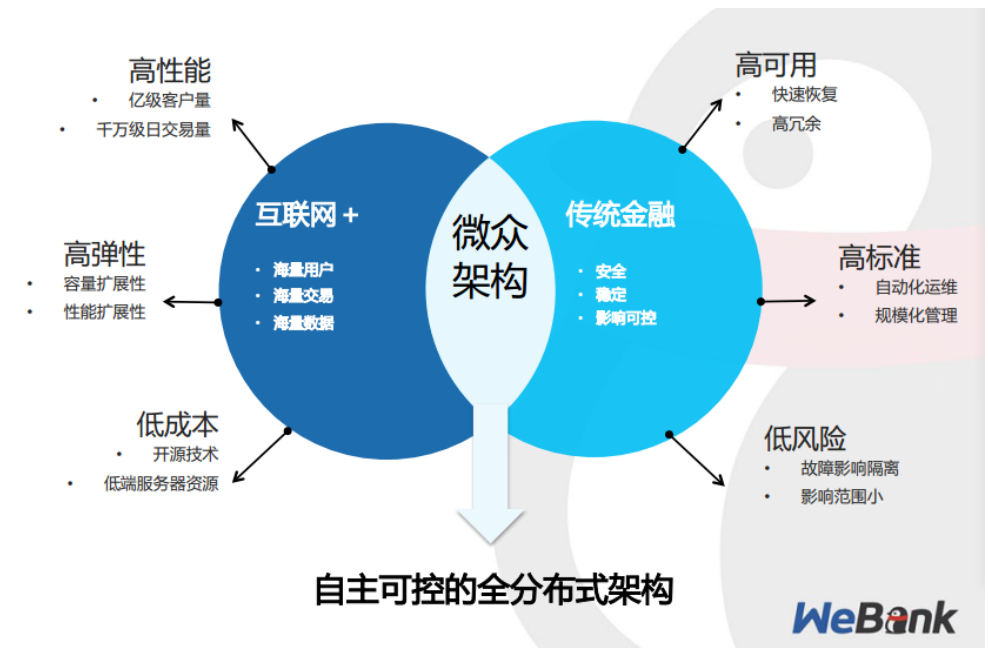 高性能
• 亿级客户量
• 千万级日交易量
高弹性
• 容量扩展性
• 性能扩展性
低成本
• 开源技术
• 低端服务器资源
互联网 +
• 海量用户
• 海量交易
• 海量数据
微众
架构
传统金融
• 安全
• 稳定
• 影响可控
高可用
• 快速恢复
• 高冗余
高标准
• 自动化运维
• 规模化管理
低风险
• 故障影响隔离
• 影响范围小
自主可控的全分布式架构
WeBank